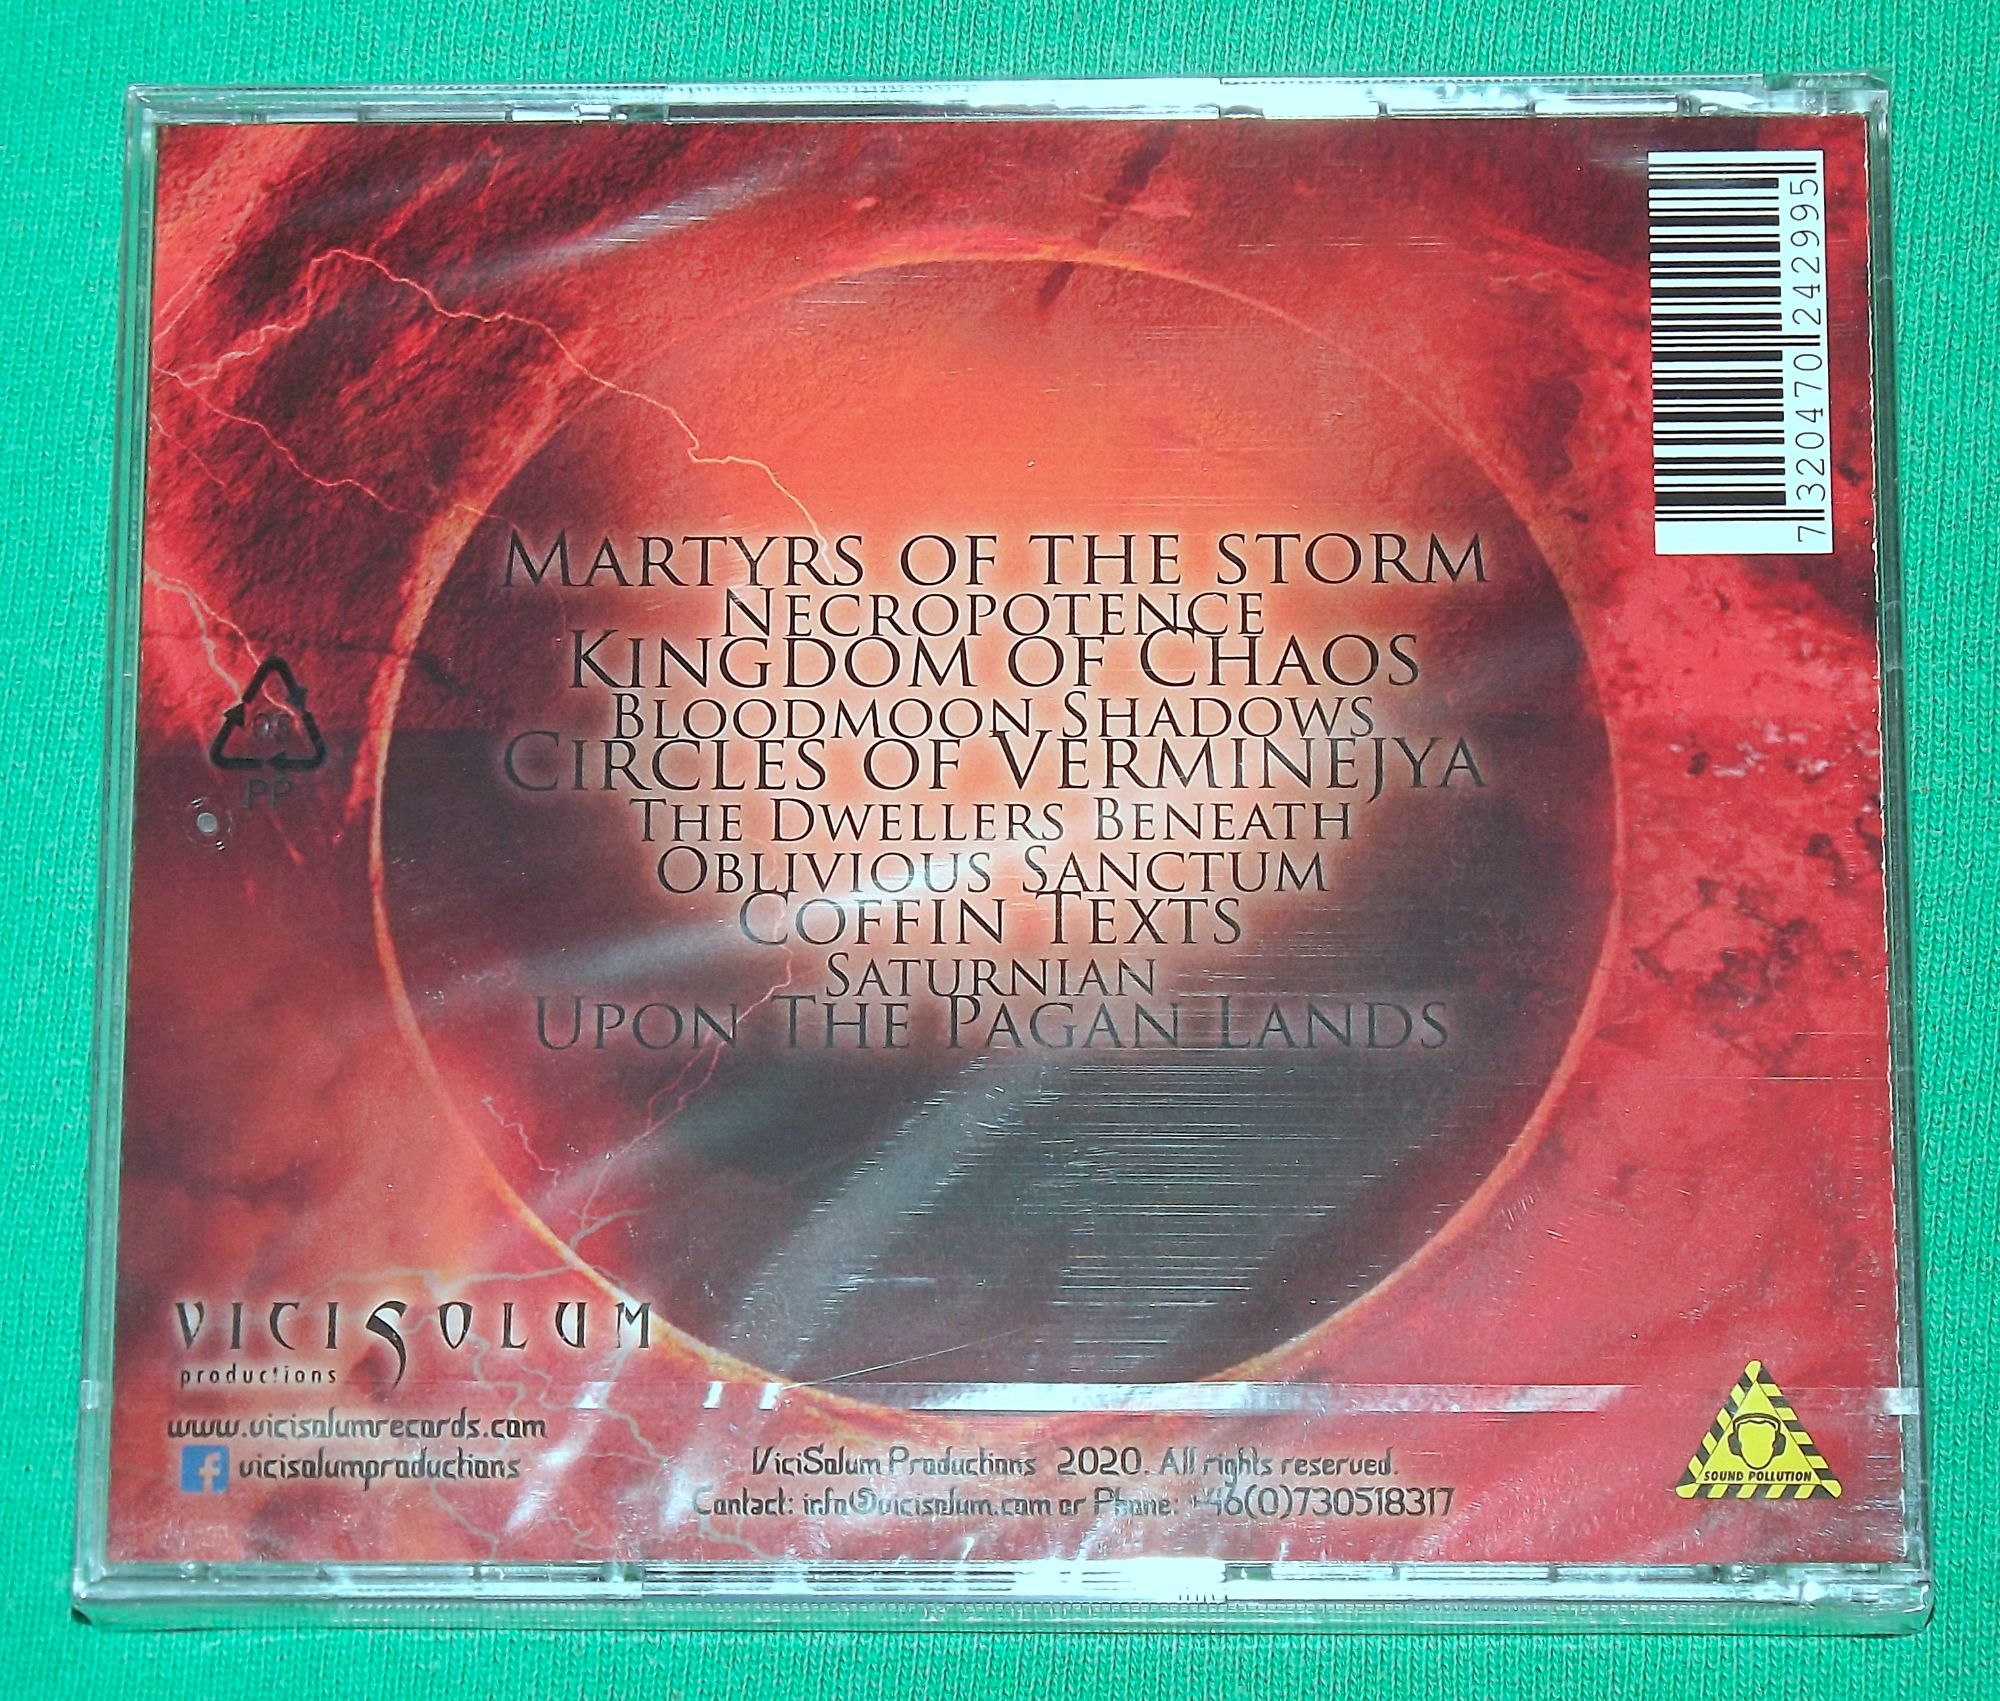 7 320470 242995
MARTYRS OF THE STORM
NECROPOTENCE
KINGDOM OF CHAOS
BLOODMOON SHADOWS
CIRCLES OF VERMINEJYA
THE DWELLERS BENEATH
OBLIVIOUS SANCTUM
COFFIN TEXTS
SATURNIAN
UPON THE PAGAN LANDS
05
PP
VICISOLUM
productions
www.vicisolumrecords.com
f vicisolumproductions
ViciSolum Productions 2020. All rights reserved.
Contact: info@vicisolum.com or Phone: +46(0)730518317
SOUND POLLUTION